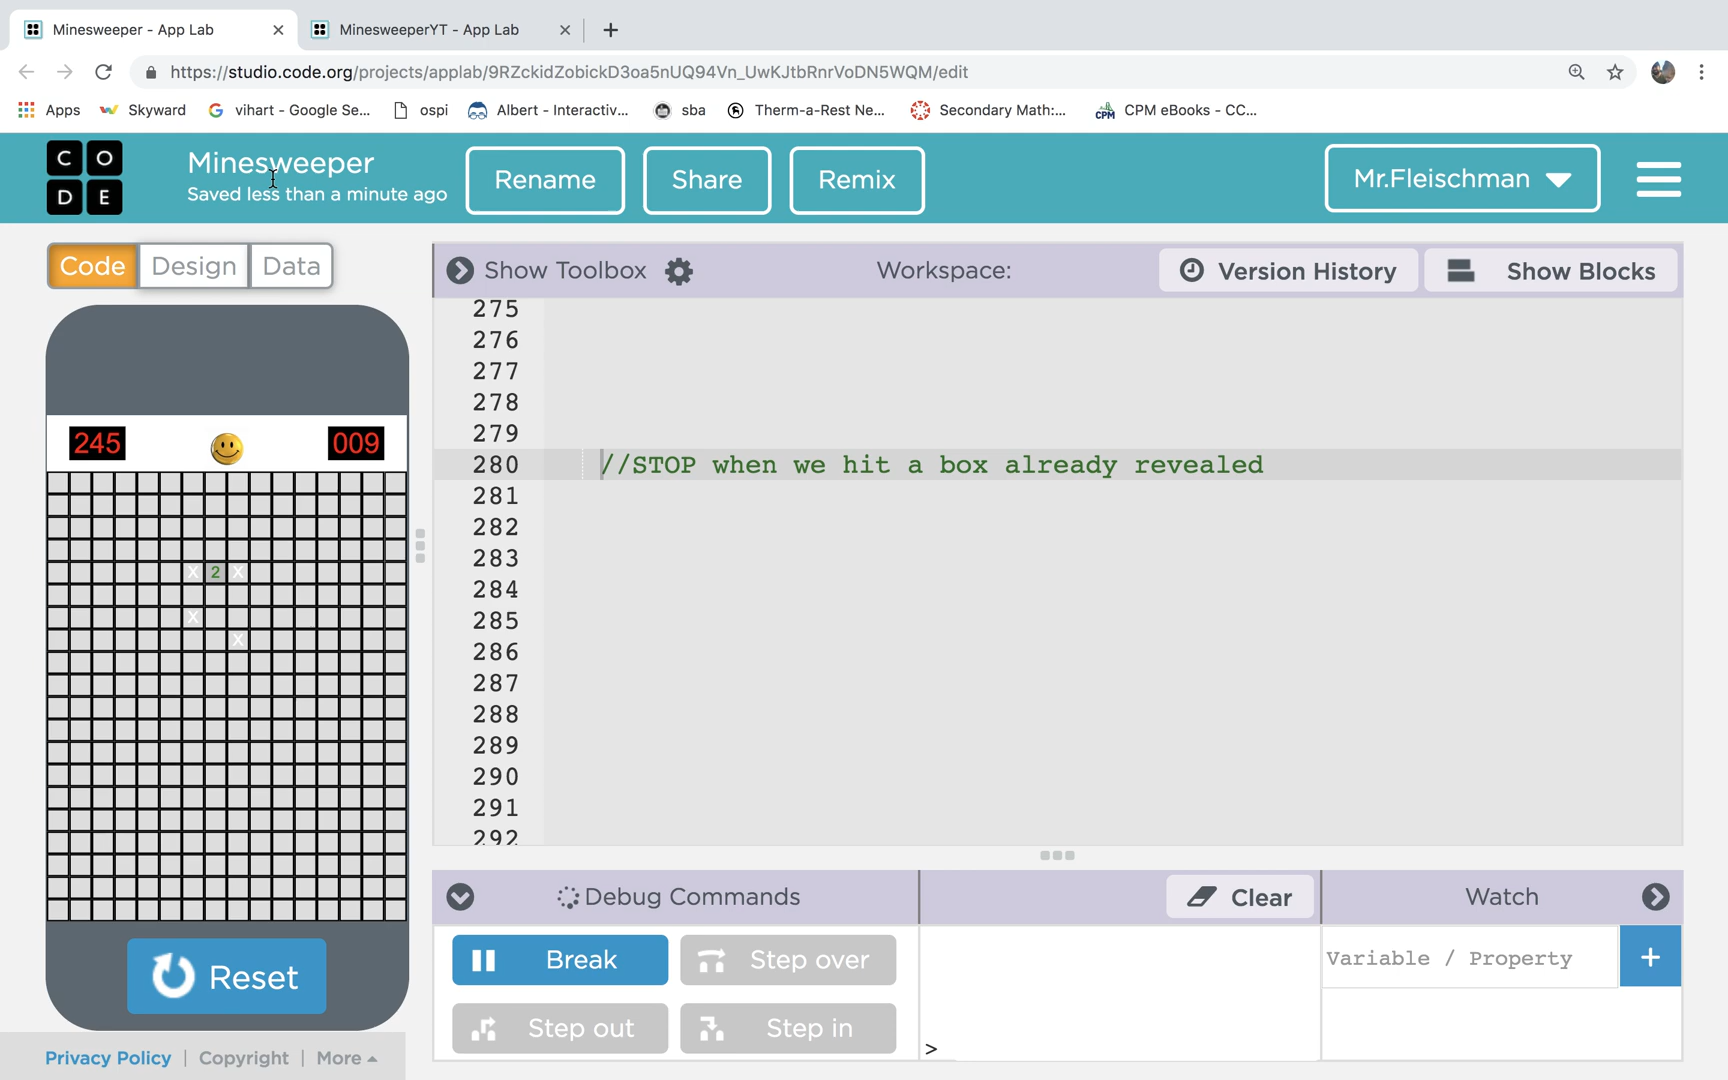 Minesweeper - App Lab
MinesweeperYT - App Lab
https://studio.code.org/projects/applab/9RZckidZobickD3oa5nUQ94Vn_UwKJtbRnrVoDN5WQM/edit
Apps
Skyward
vihart - Google Se...
ospi
Albert - Interactiv...
sba
Therm-a-Rest Ne...
Secondary Math:...
CPM
CPM eBooks - CC...
C O
D E
Minesweeper
Saved less than a minute ago
Rename
Share
Remix
Mr.Fleischman
Code
Design
Data
Show Toolbox
Workspace:
Version History
Show Blocks
245
009
X 2 X
X
X
Reset
275
276
277
278
279
280 //STOP when we hit a box already revealed
281
282
283
284
285
286
287
288
289
290
291
292
Debug Commands
Clear
Watch
Break
Step over
Step out
Step in
>
Variable / Property
+
Privacy Policy | Copyright | More